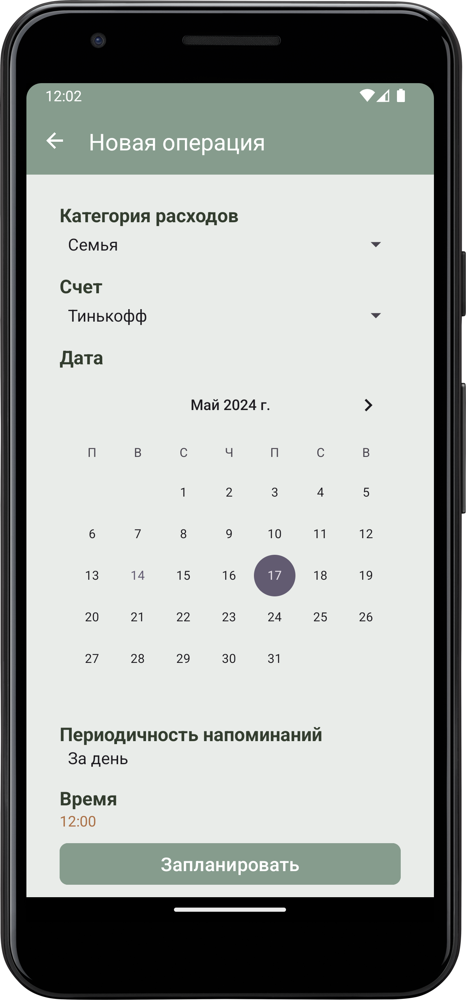 12:02
Новая операция
Категория расходов
Семья
Счет
Тинькофф
Дата
Май 2024 г.
П В С Ч П С В
1 2 3 4 5
6 7 8 9 10 11 12
13 14 15 16 17 18 19
20 21 22 23 24 25 26
27 28 29 30 31
Периодичность напоминаний
За день
Время
12:00
Запланировать